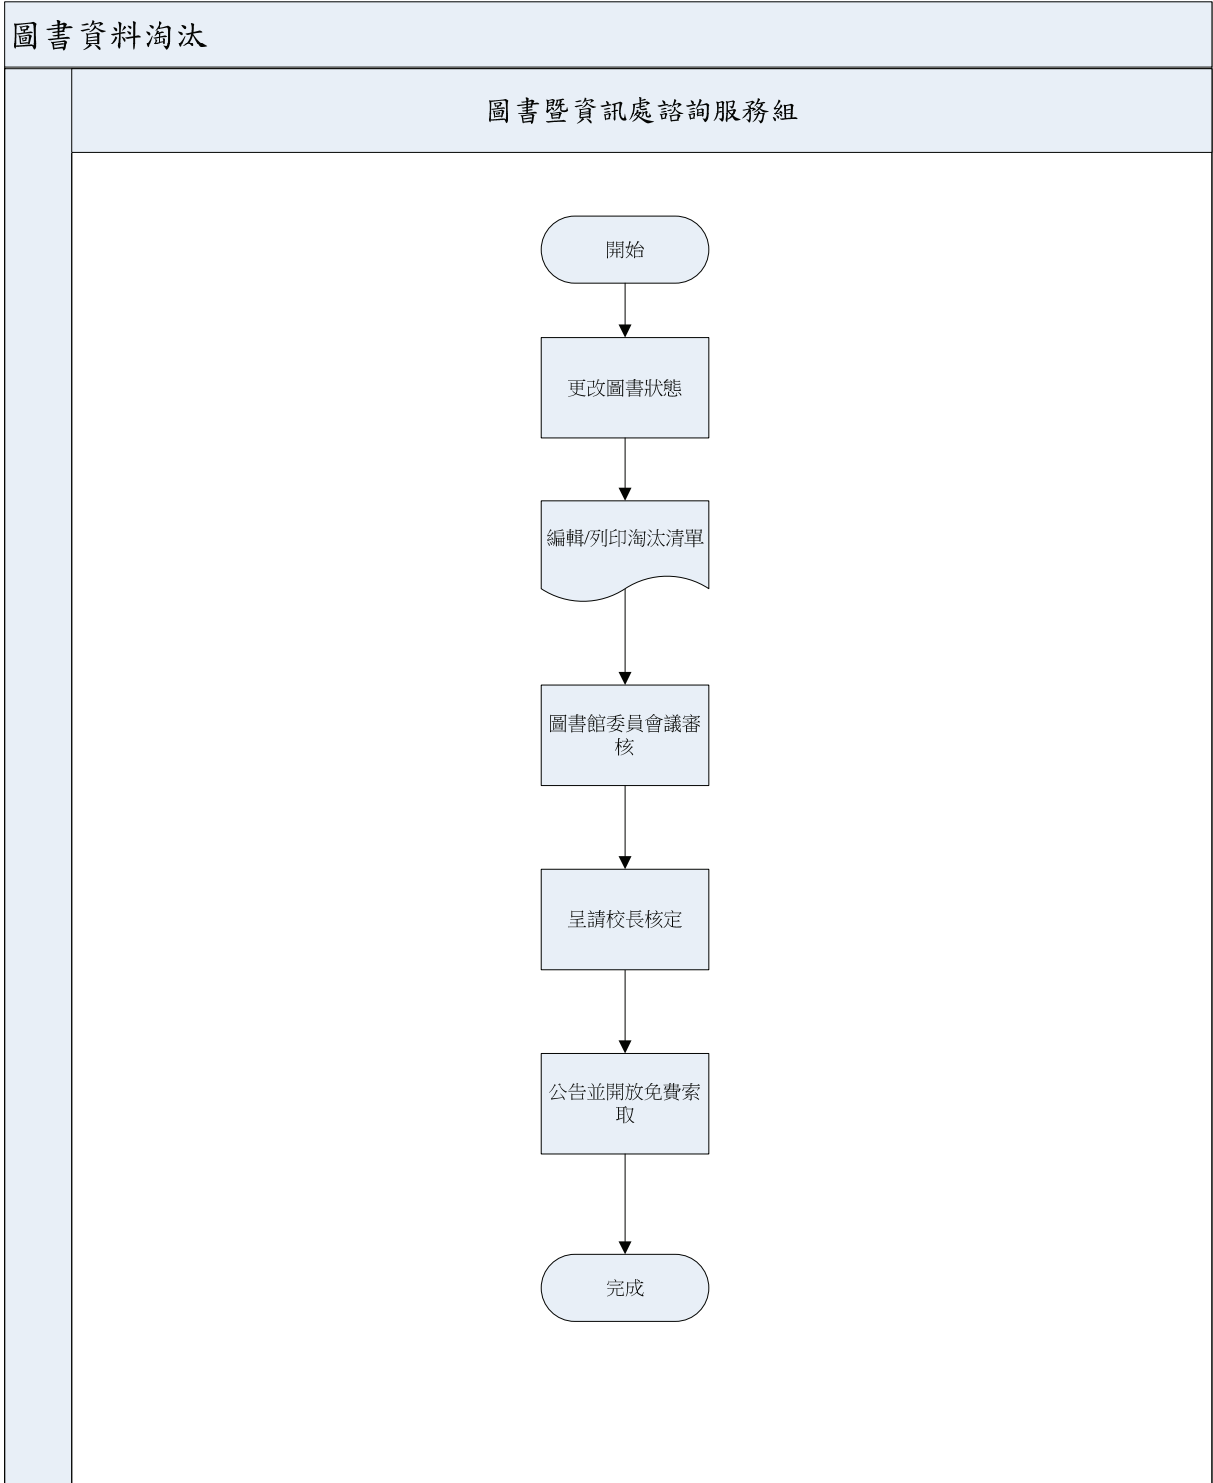 圖書資料淘汰
圖書暨資訊處諮詢服務組
開始
更改圖書狀態
編輯/列印淘汰清單
圖書館委員會議審
核
呈請校長核定
公告並開放免費索
取
完成